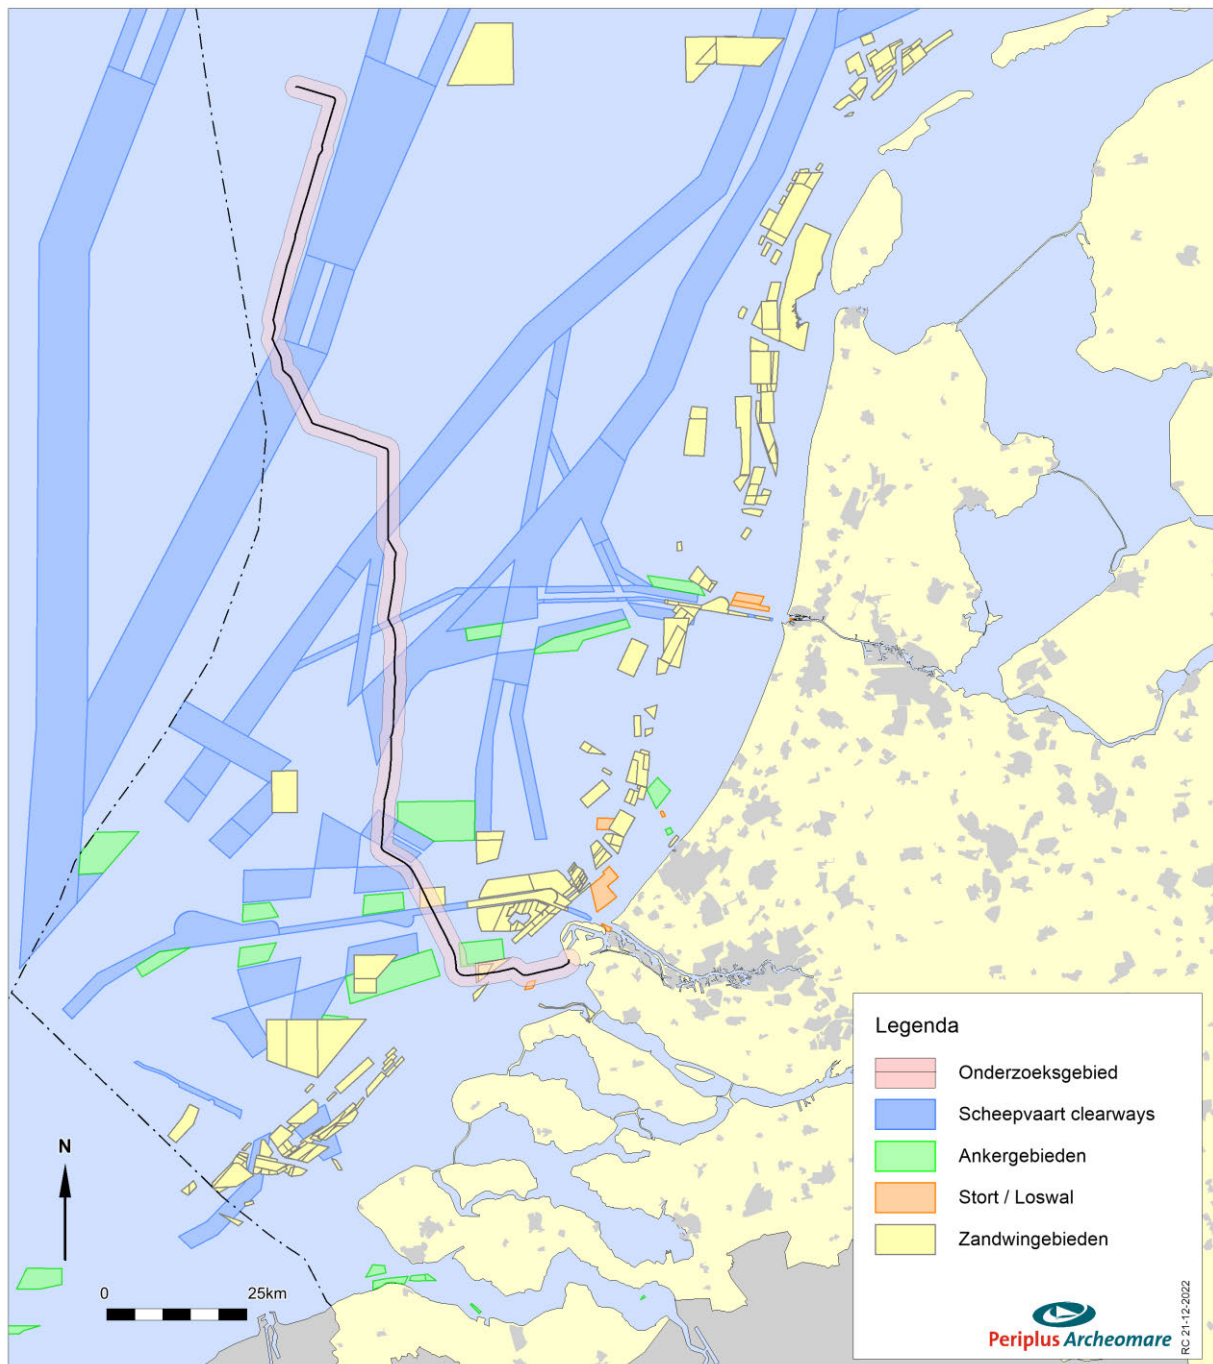 Legenda
Onderzoeksgebied
Scheepvaart clearways
Ankergebieden
Stort / Loswal
Zandwingebieden
N
0 25km
Periplus Archeomare
RC 21-12-2022